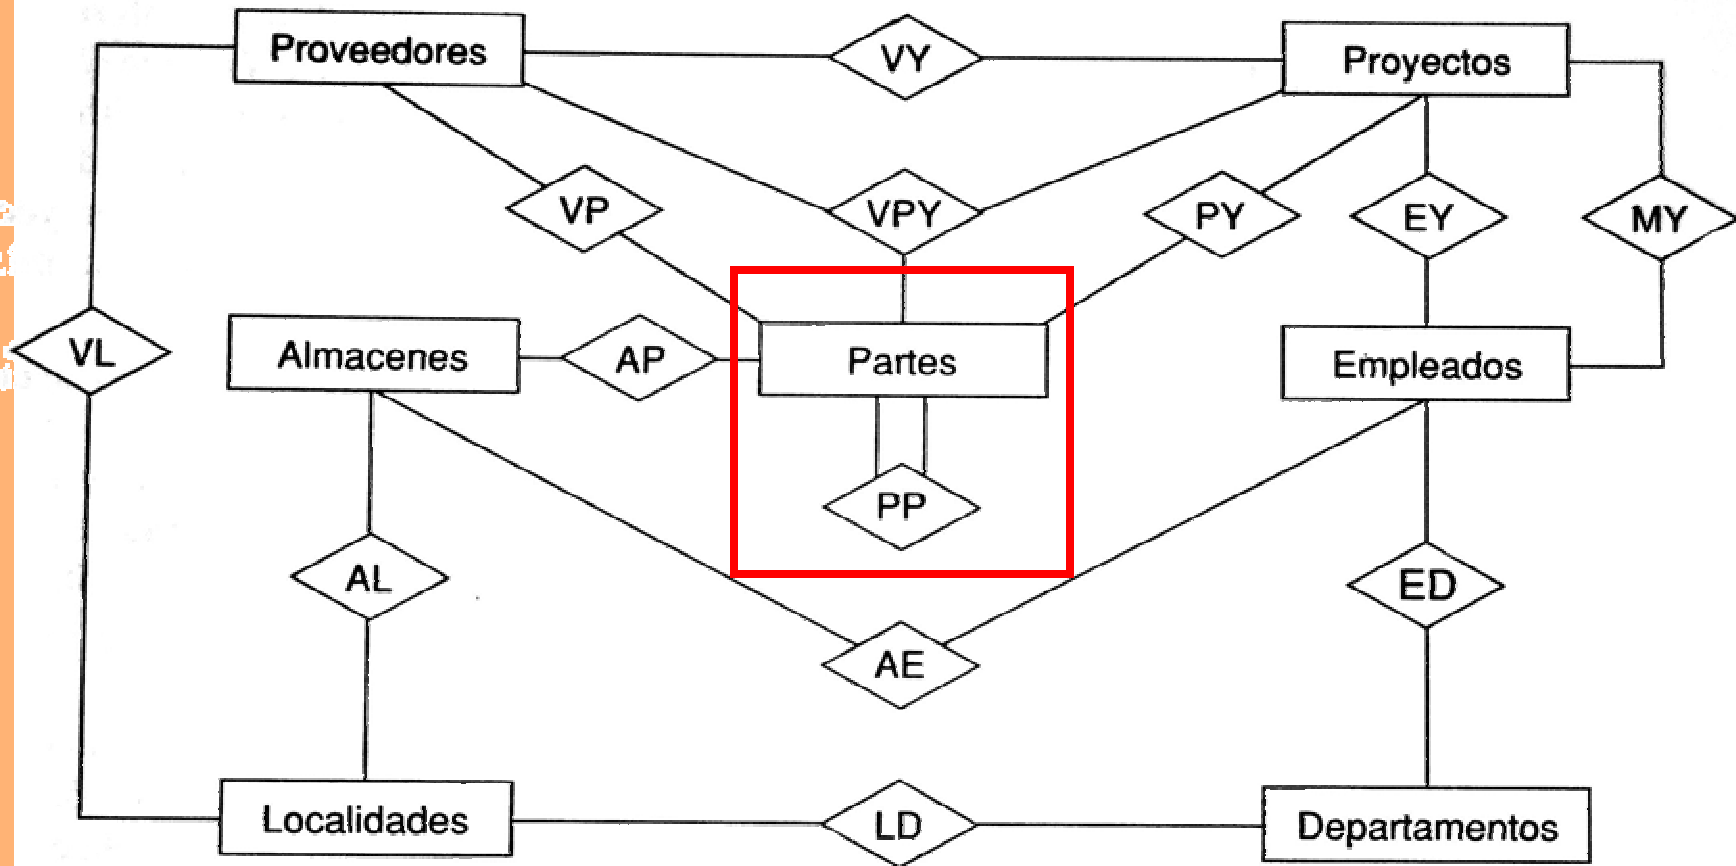 Proveedores
VY
Proyectos
VP
VPY
PY
EY
MY
VL
Almacenes
AP
Partes
Empleados
PP
AL
ED
AE
Localidades
LD
Departamentos